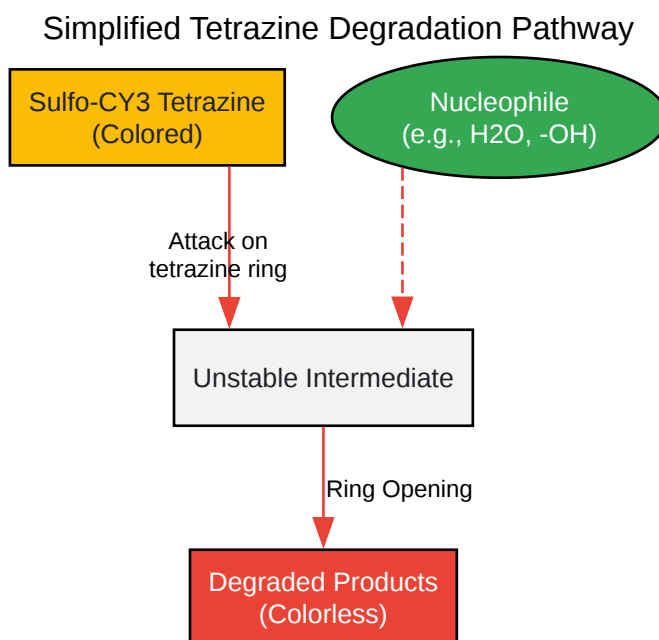 Simplified Tetrazine Degradation Pathway
Sulfo-CY3 Tetrazine
(Colored)
Nucleophile
(e.g., H2O, -OH)
Attack on
tetrazine ring
Unstable Intermediate
Ring Opening
Degraded Products
(Colorless)